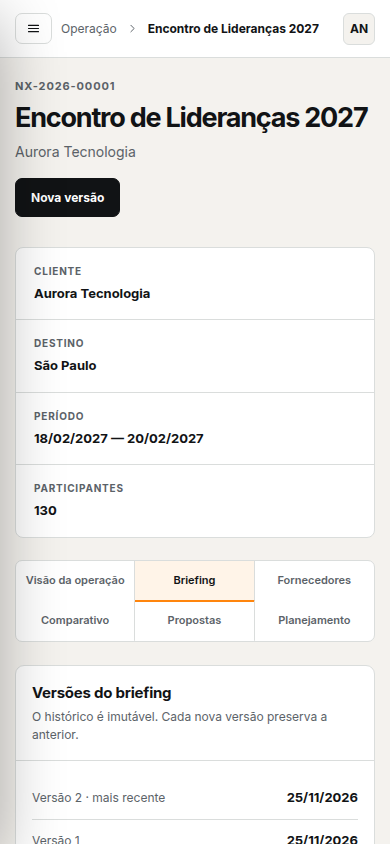 Operação > Encontro de Lideranças 2027 AN
NX-2026-00001
Encontro de Lideranças 2027
Aurora Tecnologia
Nova versão
CLIENTE
Aurora Tecnologia
DESTINO
São Paulo
PERÍODO
18/02/2027 — 20/02/2027
PARTICIPANTES
130
Visão da operação Briefing Fornecedores
Comparativo Propostas Planejamento
Versões do briefing
O histórico é imutável. Cada nova versão preserva a
anterior.
Versão 2 · mais recente 25/11/2026
Versão 1 25/11/2026